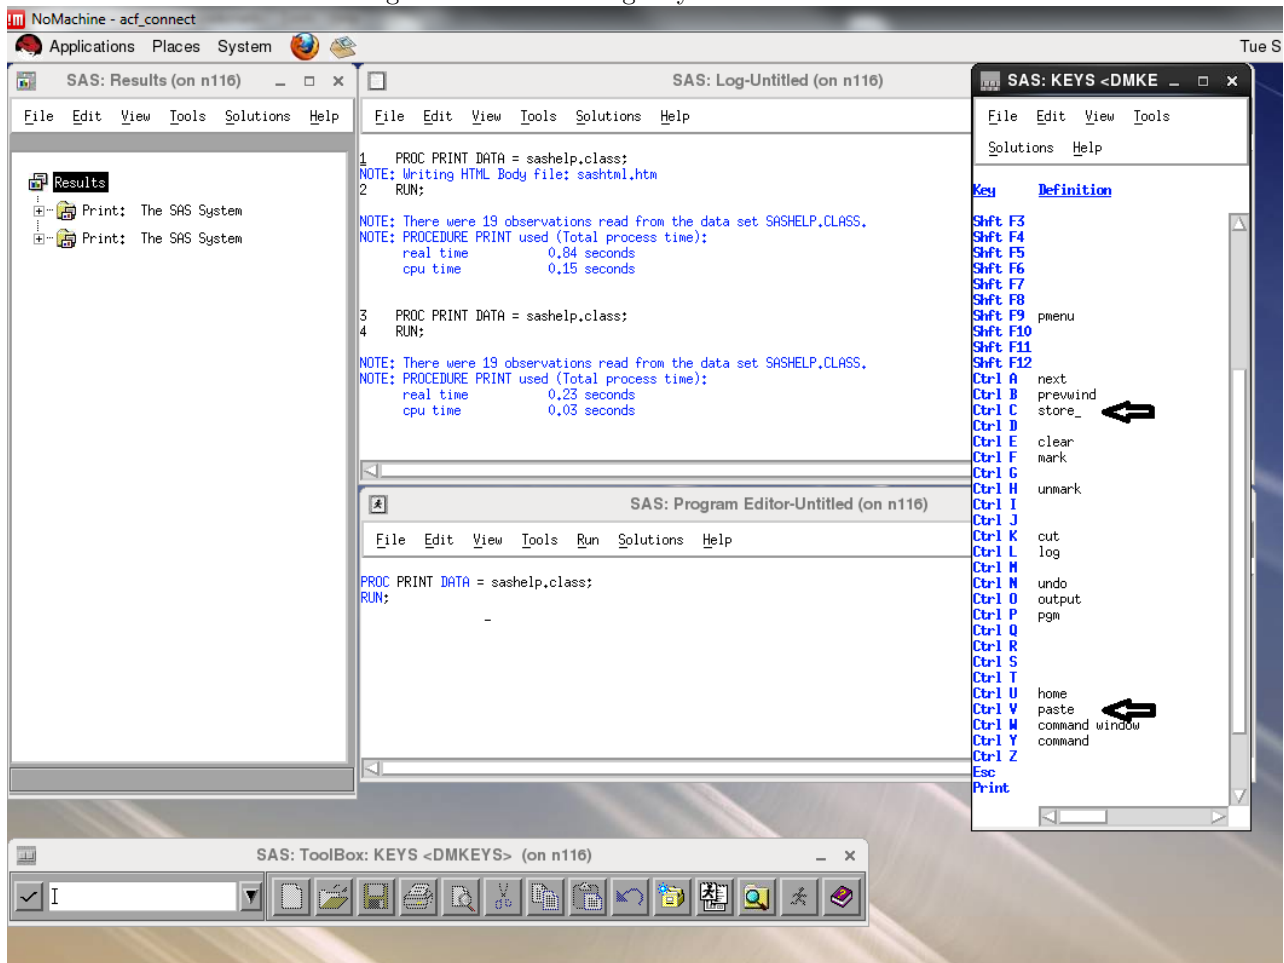 NoMachine - acf_connect
Applications Places System
Tue S
SAS: Results (on n116)
File Edit View Tools Solutions Help
Results
Print: The SAS System
Print: The SAS System
SAS: Log-Untitled (on n116)
File Edit View Tools Solutions Help
1 PROC PRINT DATA = sashelp.class;
NOTE: Writing HTML Body file: sashtml.htm
2 RUN;
NOTE: There were 19 observations read from the data set SASHELP.CLASS.
NOTE: PROCEDURE PRINT used (Total process time):
real time 0.84 seconds
cpu time 0.15 seconds
3 PROC PRINT DATA = sashelp.class;
4 RUN;
NOTE: There were 19 observations read from the data set SASHELP.CLASS.
NOTE: PROCEDURE PRINT used (Total process time):
real time 0.23 seconds
cpu time 0.03 seconds
SAS: Program Editor-Untitled (on n116)
File Edit View Tools Run Solutions Help
PROC PRINT DATA = sashelp.class;
RUN;
SAS: KEYS <DMKE
File Edit View Tools
Solutions Help
Key Definition
Shft F3
Shft F4
Shft F5
Shft F6
Shft F7
Shft F8
Shft F9 pmenu
Shft F10
Shft F11
Shft F12
Ctrl A next
Ctrl B prevwind
Ctrl C store_
Ctrl D
Ctrl E clear
Ctrl F mark
Ctrl G
Ctrl H unmark
Ctrl I
Ctrl J
Ctrl K cut
Ctrl L log
Ctrl M
Ctrl N undo
Ctrl O output
Ctrl P pgm
Ctrl Q
Ctrl R
Ctrl S
Ctrl T
Ctrl U home
Ctrl V paste
Ctrl W command window
Ctrl Y command
Ctrl Z
Esc
Print
SAS: ToolBox: KEYS <DMKEYS> (on n116)